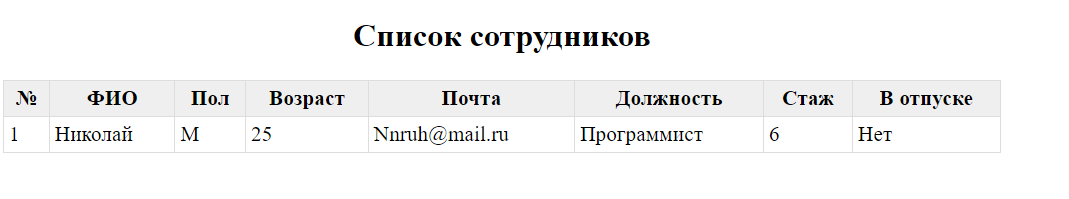 Список сотрудников
№ ФИО Пол Возраст Почта Должность Стаж В отпуске
1 Николай М 25 Nnruh@mail.ru Программист 6 Нет